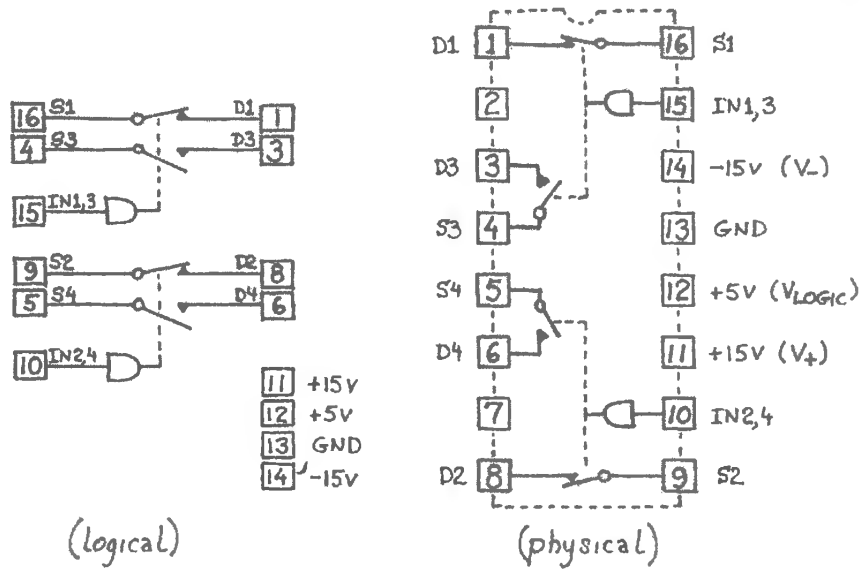 16 S1 D1 1
4 S3 D3 3
15 IN1,3
9 S2 D2 8
5 S4 D4 6
10 IN2,4
11 +15V
12 +5V
13 GND
14 -15V
(logical)
D1 1 16 S1
2 15 IN1,3
D3 3 14 -15V (V-)
S3 4 13 GND
S4 5 12 +5V (VLOGIC)
D4 6 11 +15V (V+)
7 10 IN2,4
D2 8 9 S2
(physical)